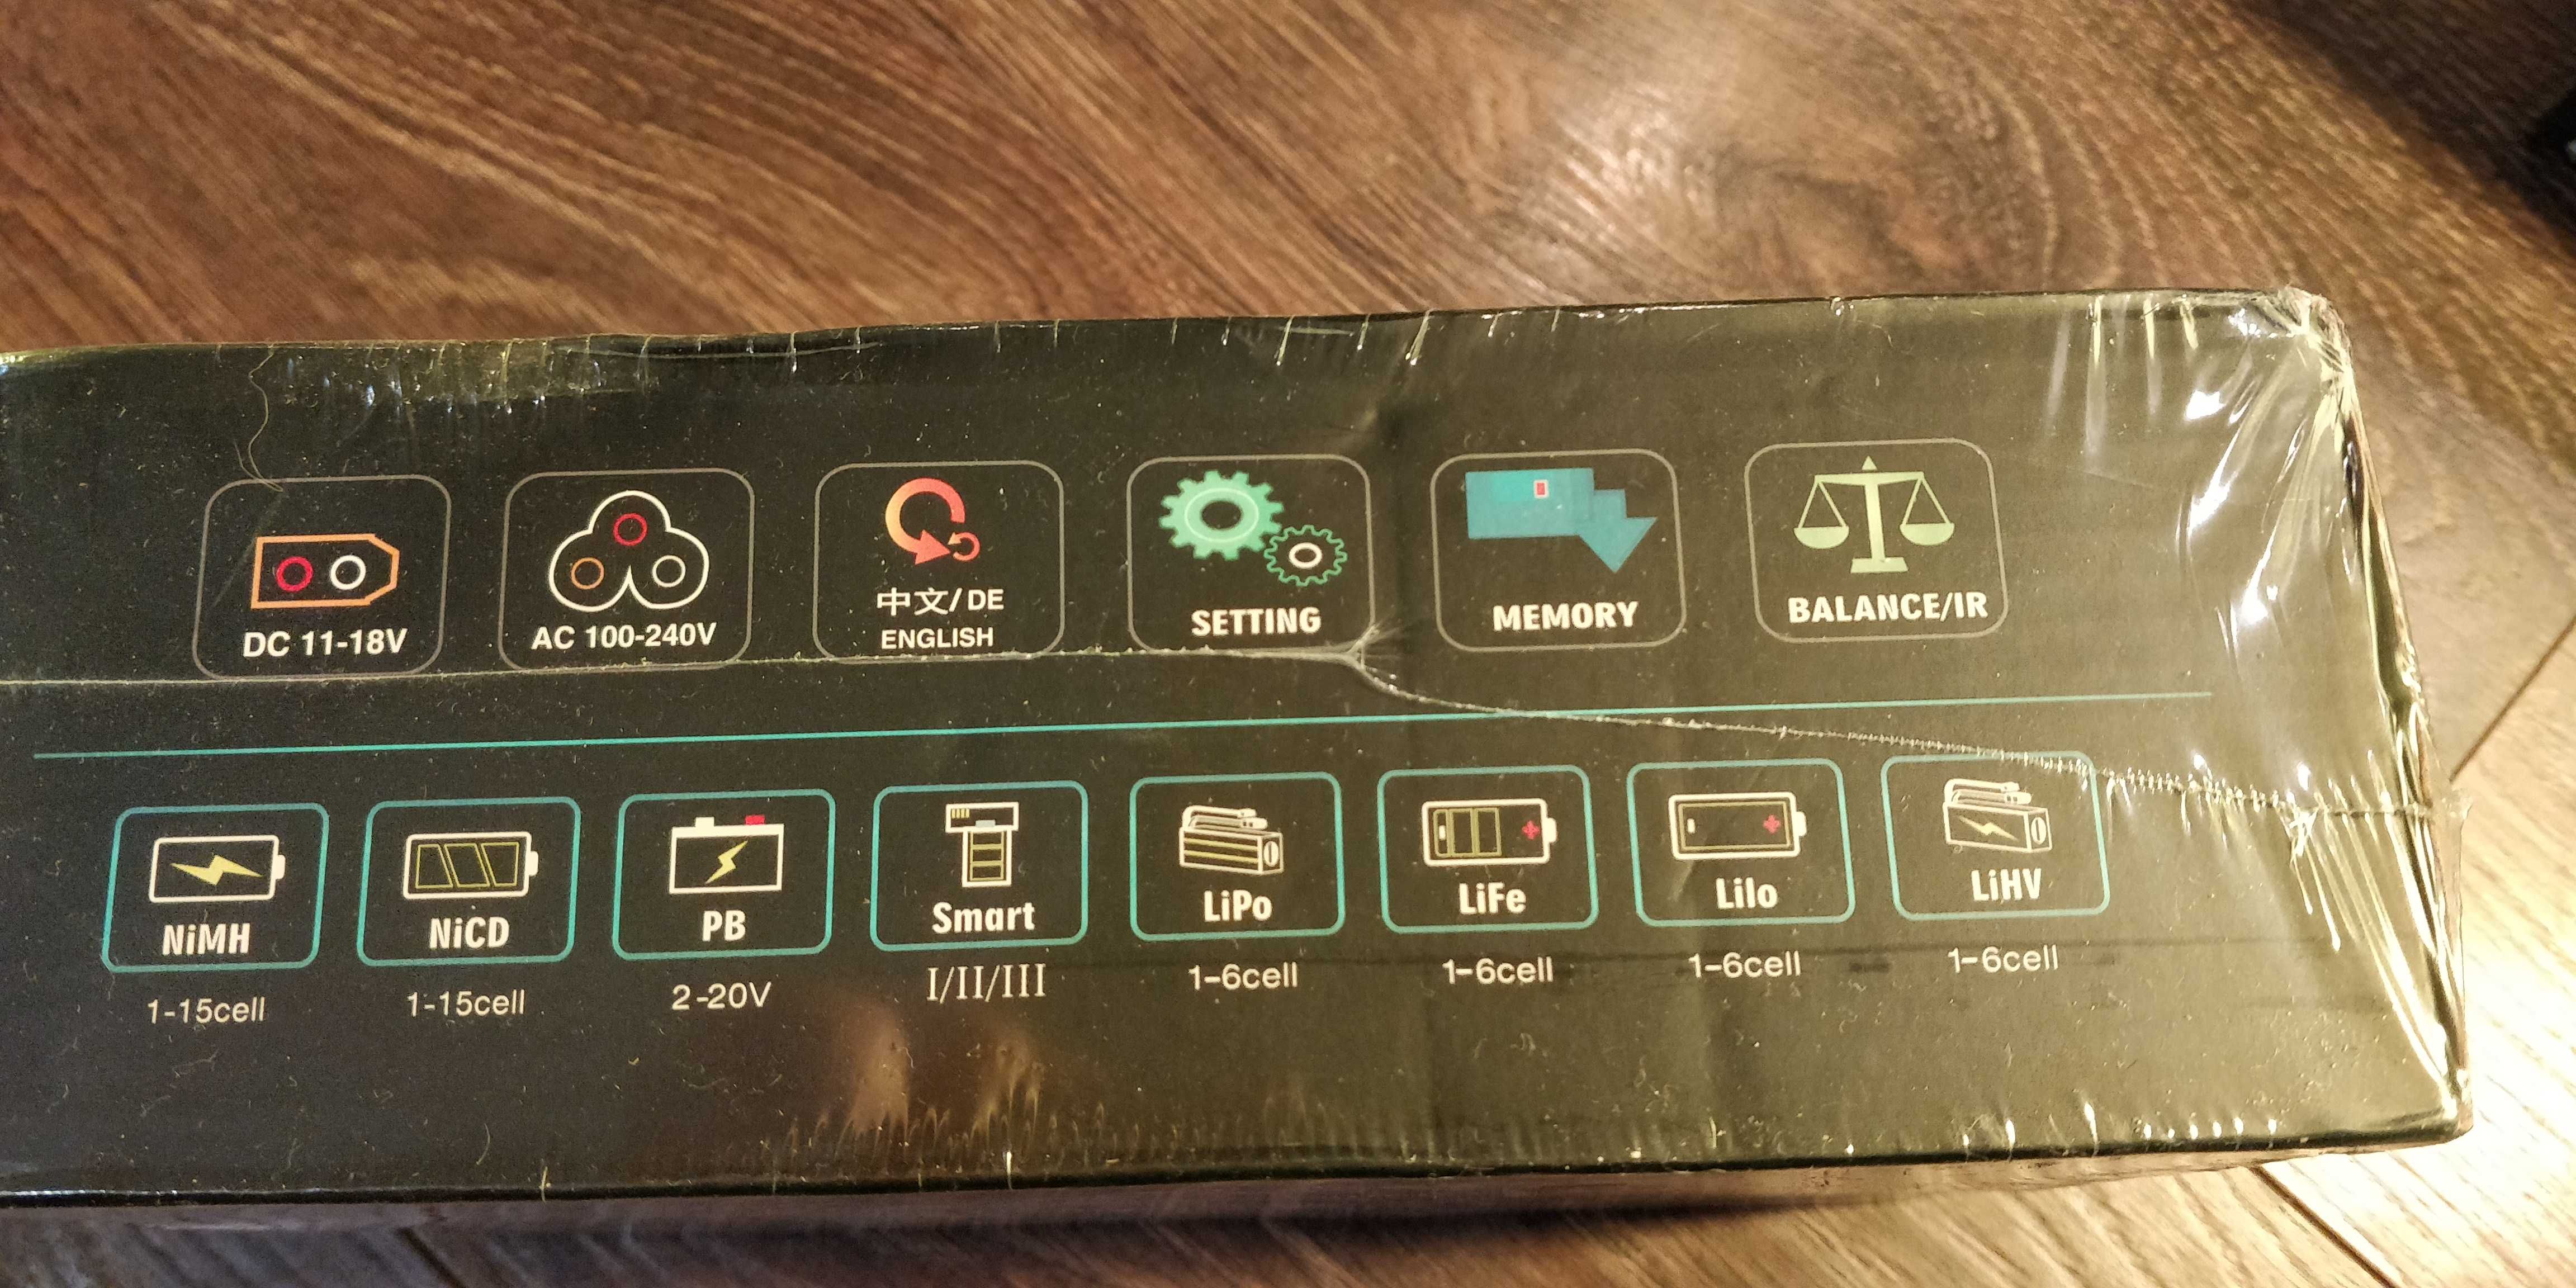 DC 11-18V
AC 100-240V
中文/DE
ENGLISH
SETTING
MEMORY
BALANCE/IR
NiMH
1-15cell
NiCD
1-15cell
PB
2-20V
Smart
I/II/III
LiPo
1-6cell
LiFe
1-6cell
LiIo
1-6cell
LiHV
1-6cell